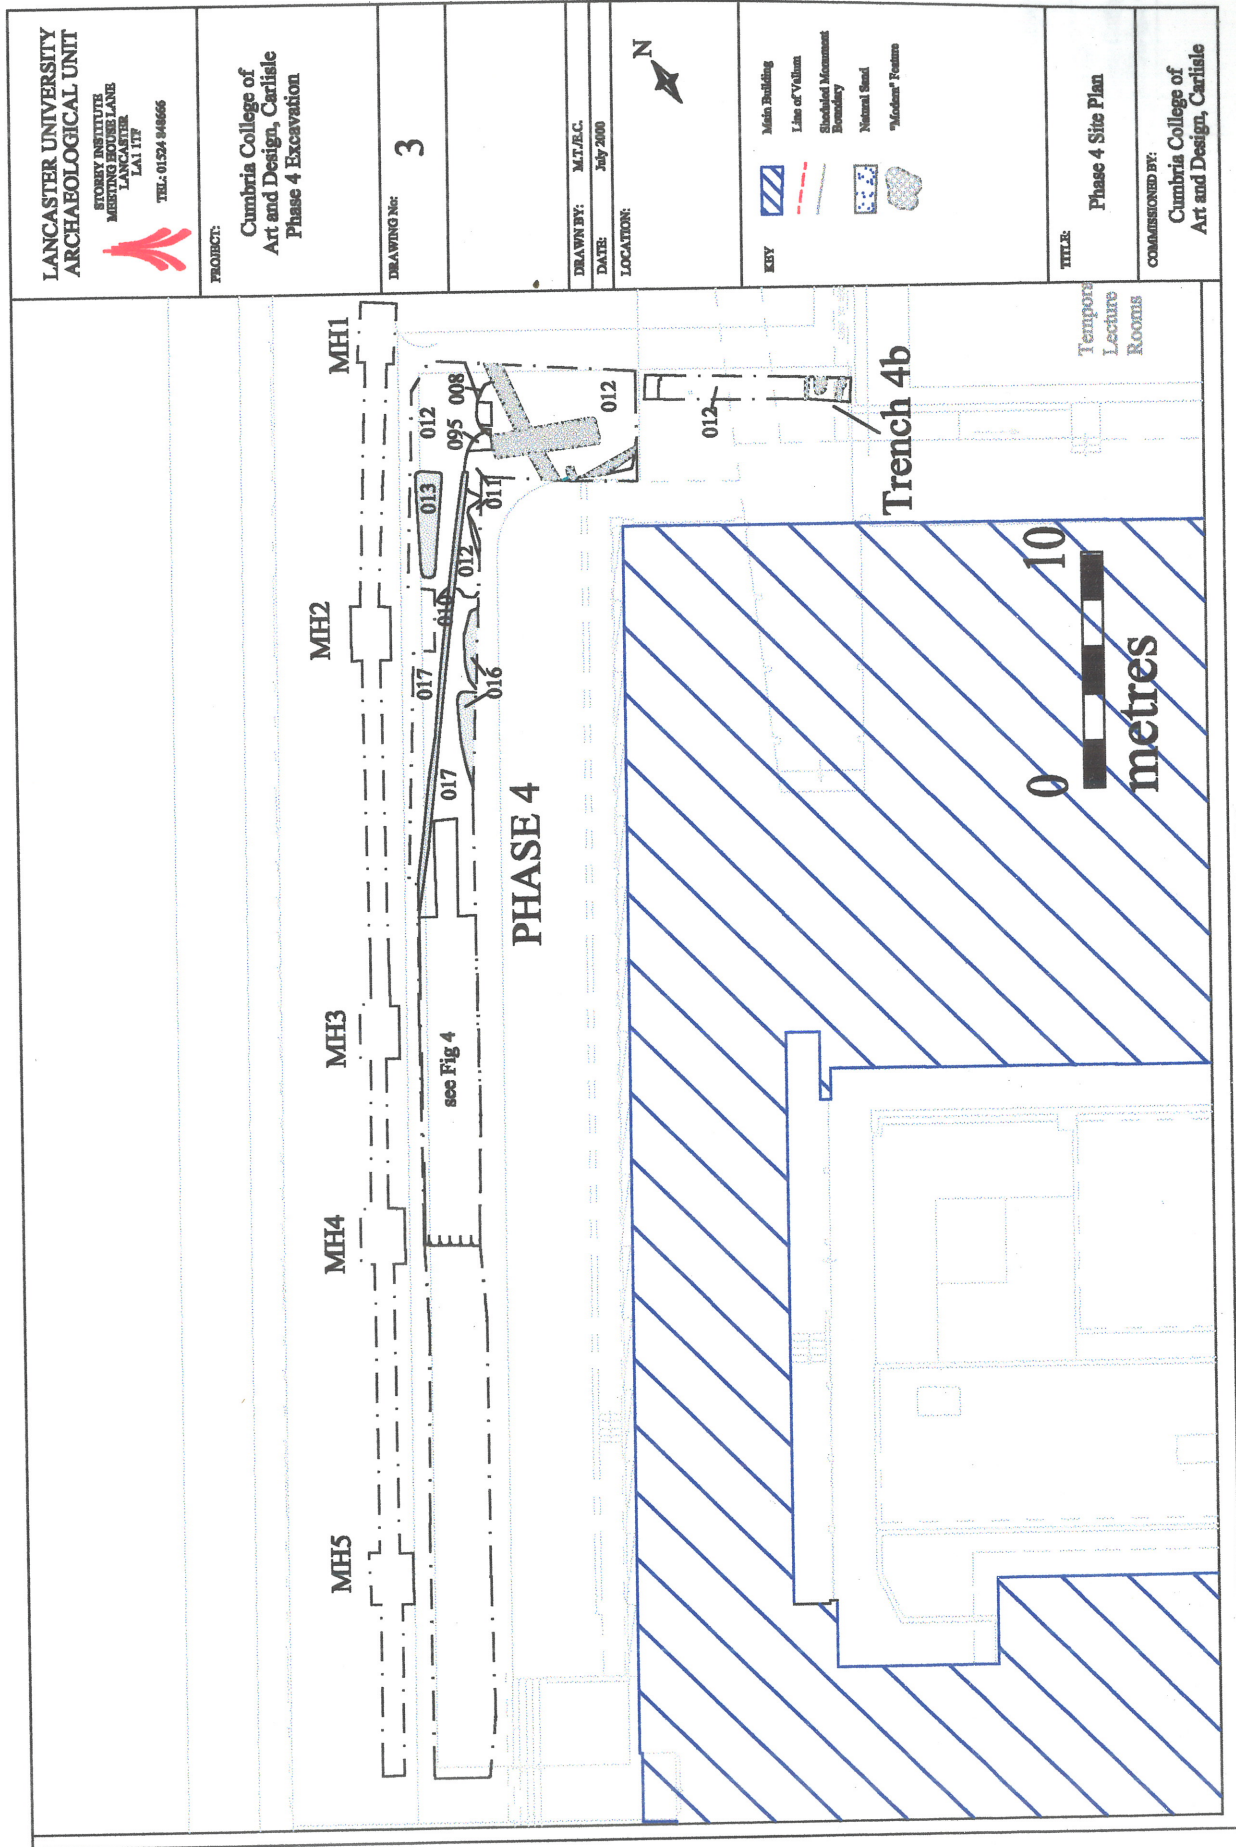 LANCASTER UNIVERSITY
ARCHAEOLOGICAL UNIT
STOREY INSTITUTE
MEETING HOUSE LANE
LANCASTER
LA1 1TF
TEL: 01524 848666
PROJECT:
Cumbria College of
Art and Design, Carlisle
Phase 4 Excavation
DRAWING No:
3
DRAWN BY: M.T./E.C.
DATE: July 2000
LOCATION:
N
KEY
Main Building
Line of Vallum
Scheduled Monument
Boundary
Natural Sand
"Modern" Feature
TITLE:
Phase 4 Site Plan
COMMISSIONED BY:
Cumbria College of
Art and Design, Carlisle
MH5
MH4
MH3
MH2
MH1
see Fig 4
017
017
016
010
012
013
011
012
095
008
012
012
PHASE 4
Trench 4b
Tempora
Lecture
Rooms
0
10
metres